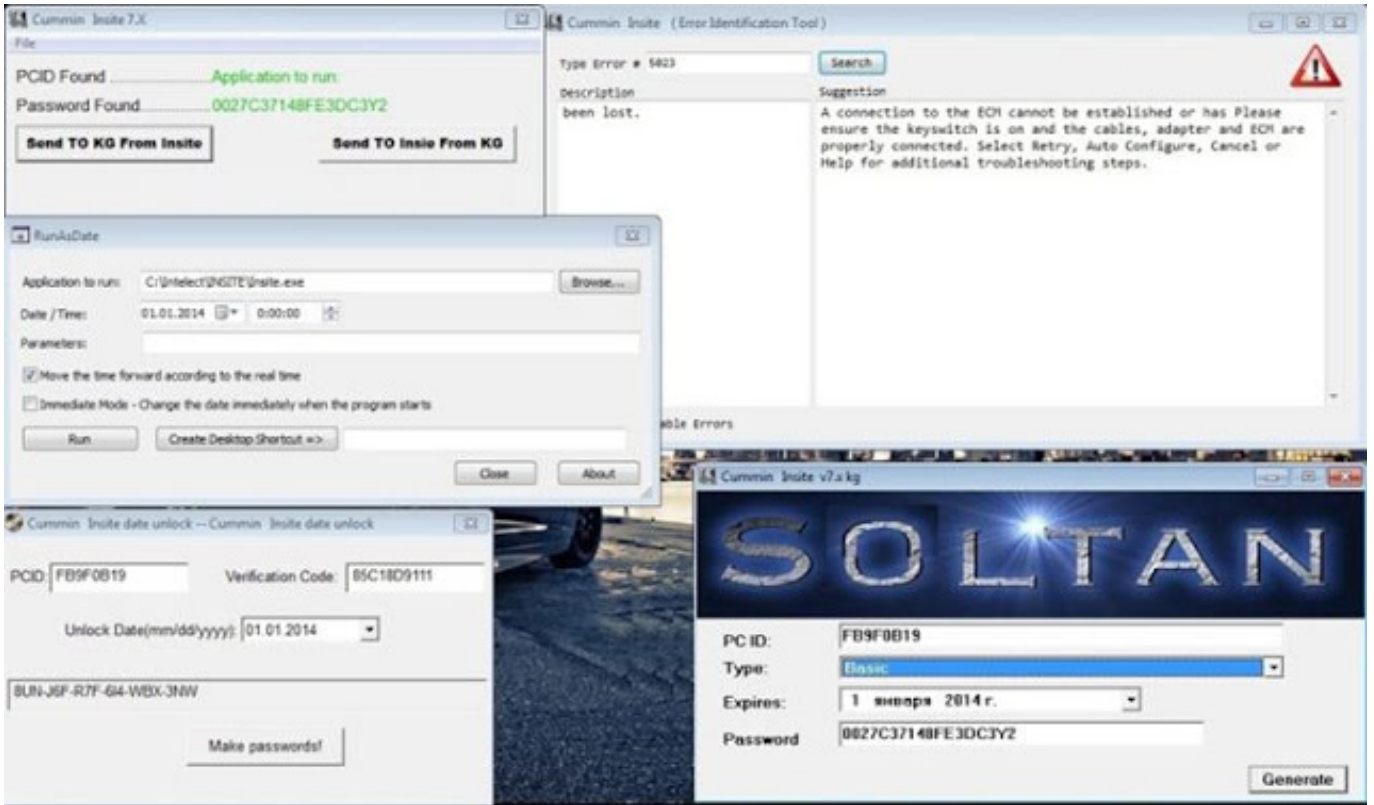 Cummin Insite 7.X
File
PCID Found ..................... Application to run:
Password Found ............... 0027C37148FE3DC3Y2
Send TO KG From Insite
Send TO Insie From KG
Cummin Insite (Error Identification Tool)
Type Error # 5023
Search
Description
Suggestion
been lost.
A connection to the ECM cannot be established or has Please
ensure the keyswitch is on and the cables, adapter and ECM are
properly connected. Select Retry, Auto Configure, Cancel or
Help for additional troubleshooting steps.
able Errors
RunAsDate
Application to run: C:\Intelect\INSITE\Insite.exe
Browse...
Date / Time: 01.01.2014 0:00:00
Parameters:
Move the time forward according to the real time
Immediate Mode - Change the date immediately when the program starts
Run
Create Desktop Shortcut =>
Close
About
Cummin Insite date unlock -- Cummin Insite date unlock
PCID: FB9F0B19
Verification Code: 85C18D9111
Unlock Date(mm/dd/yyyy): 01.01.2014
8UN-J6F-R7F-6I4-WBX-3NW
Make passwords!
Cummin Insite v7.x kg
SOLTAN
PC ID: FB9F0B19
Type: Basic
Expires: 1 января 2014 г.
Password 0027C37148FE3DC3Y2
Generate